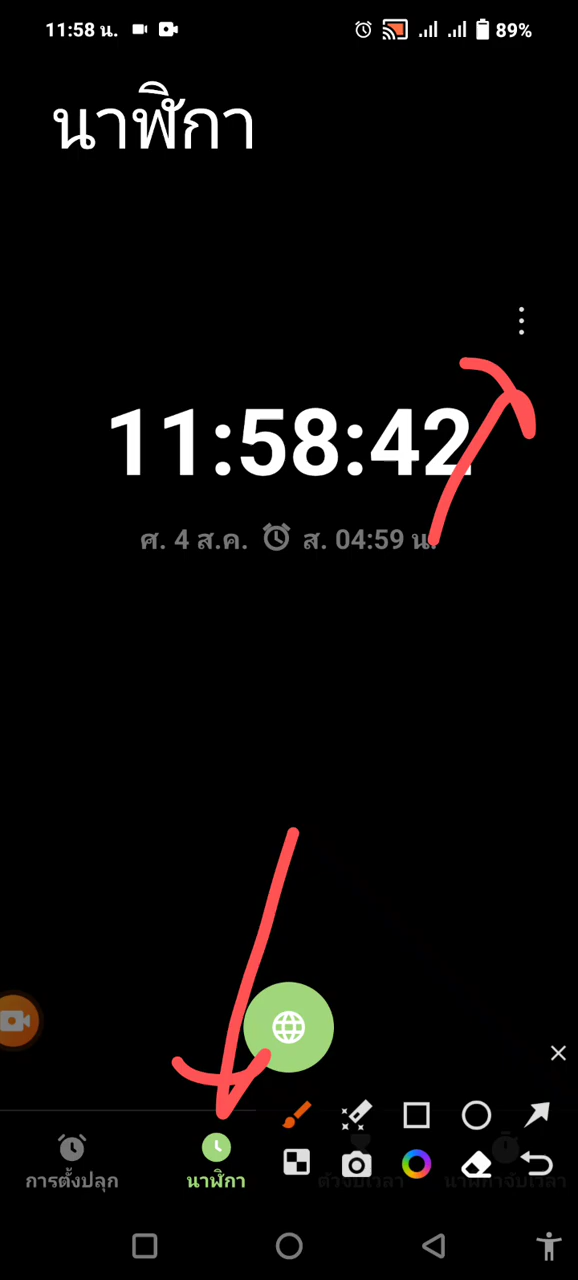 11:58 น. 89%
นาฬิกา
11:58:42
ศ. 4 ส.ค. ส. 04:59 น.
การตั้งปลุก นาฬิกา ตัวจับเวลา นาฬิกาจับเวลา